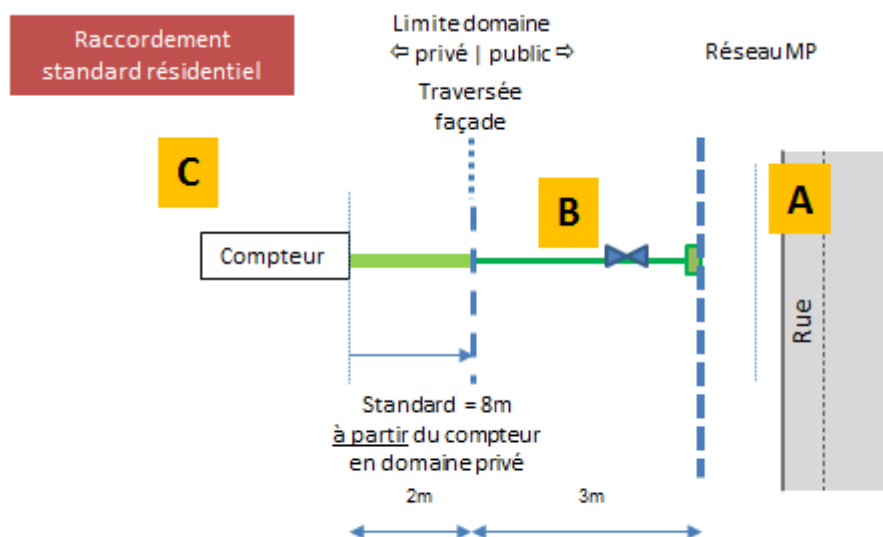 Raccordement
standard résidentiel
Limite domaine
⇦ privé | public ⇨
Réseau MP
Traversée
façade
C
B
A
Compteur
Rue
Standard = 8m
à partir du compteur
en domaine privé
2m
3m